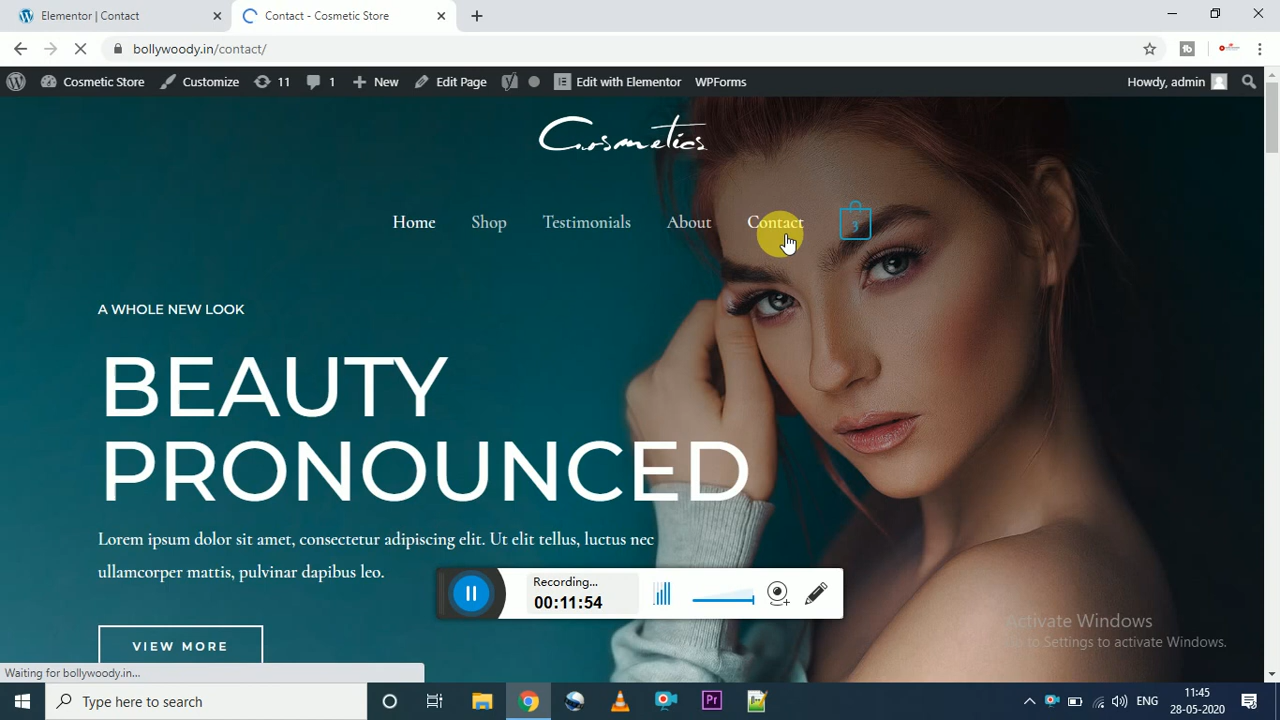 Elementor | Contact
Contact - Cosmetic Store
bollywoody.in/contact/
Cosmetic Store Customize 11 1 New Edit Page Edit with Elementor WPForms Howdy, admin
Cosmetics
Home Shop Testimonials About Contact 3
A WHOLE NEW LOOK
BEAUTY
PRONOUNCED
Lorem ipsum dolor sit amet, consectetur adipiscing elit. Ut elit tellus, luctus nec
ullamcorper mattis, pulvinar dapibus leo.
Recording...
00:11:54
VIEW MORE
Activate Windows
Go to Settings to activate Windows.
Waiting for bollywoody.in...
Type here to search
Pr
ENG
11:45
28-05-2020